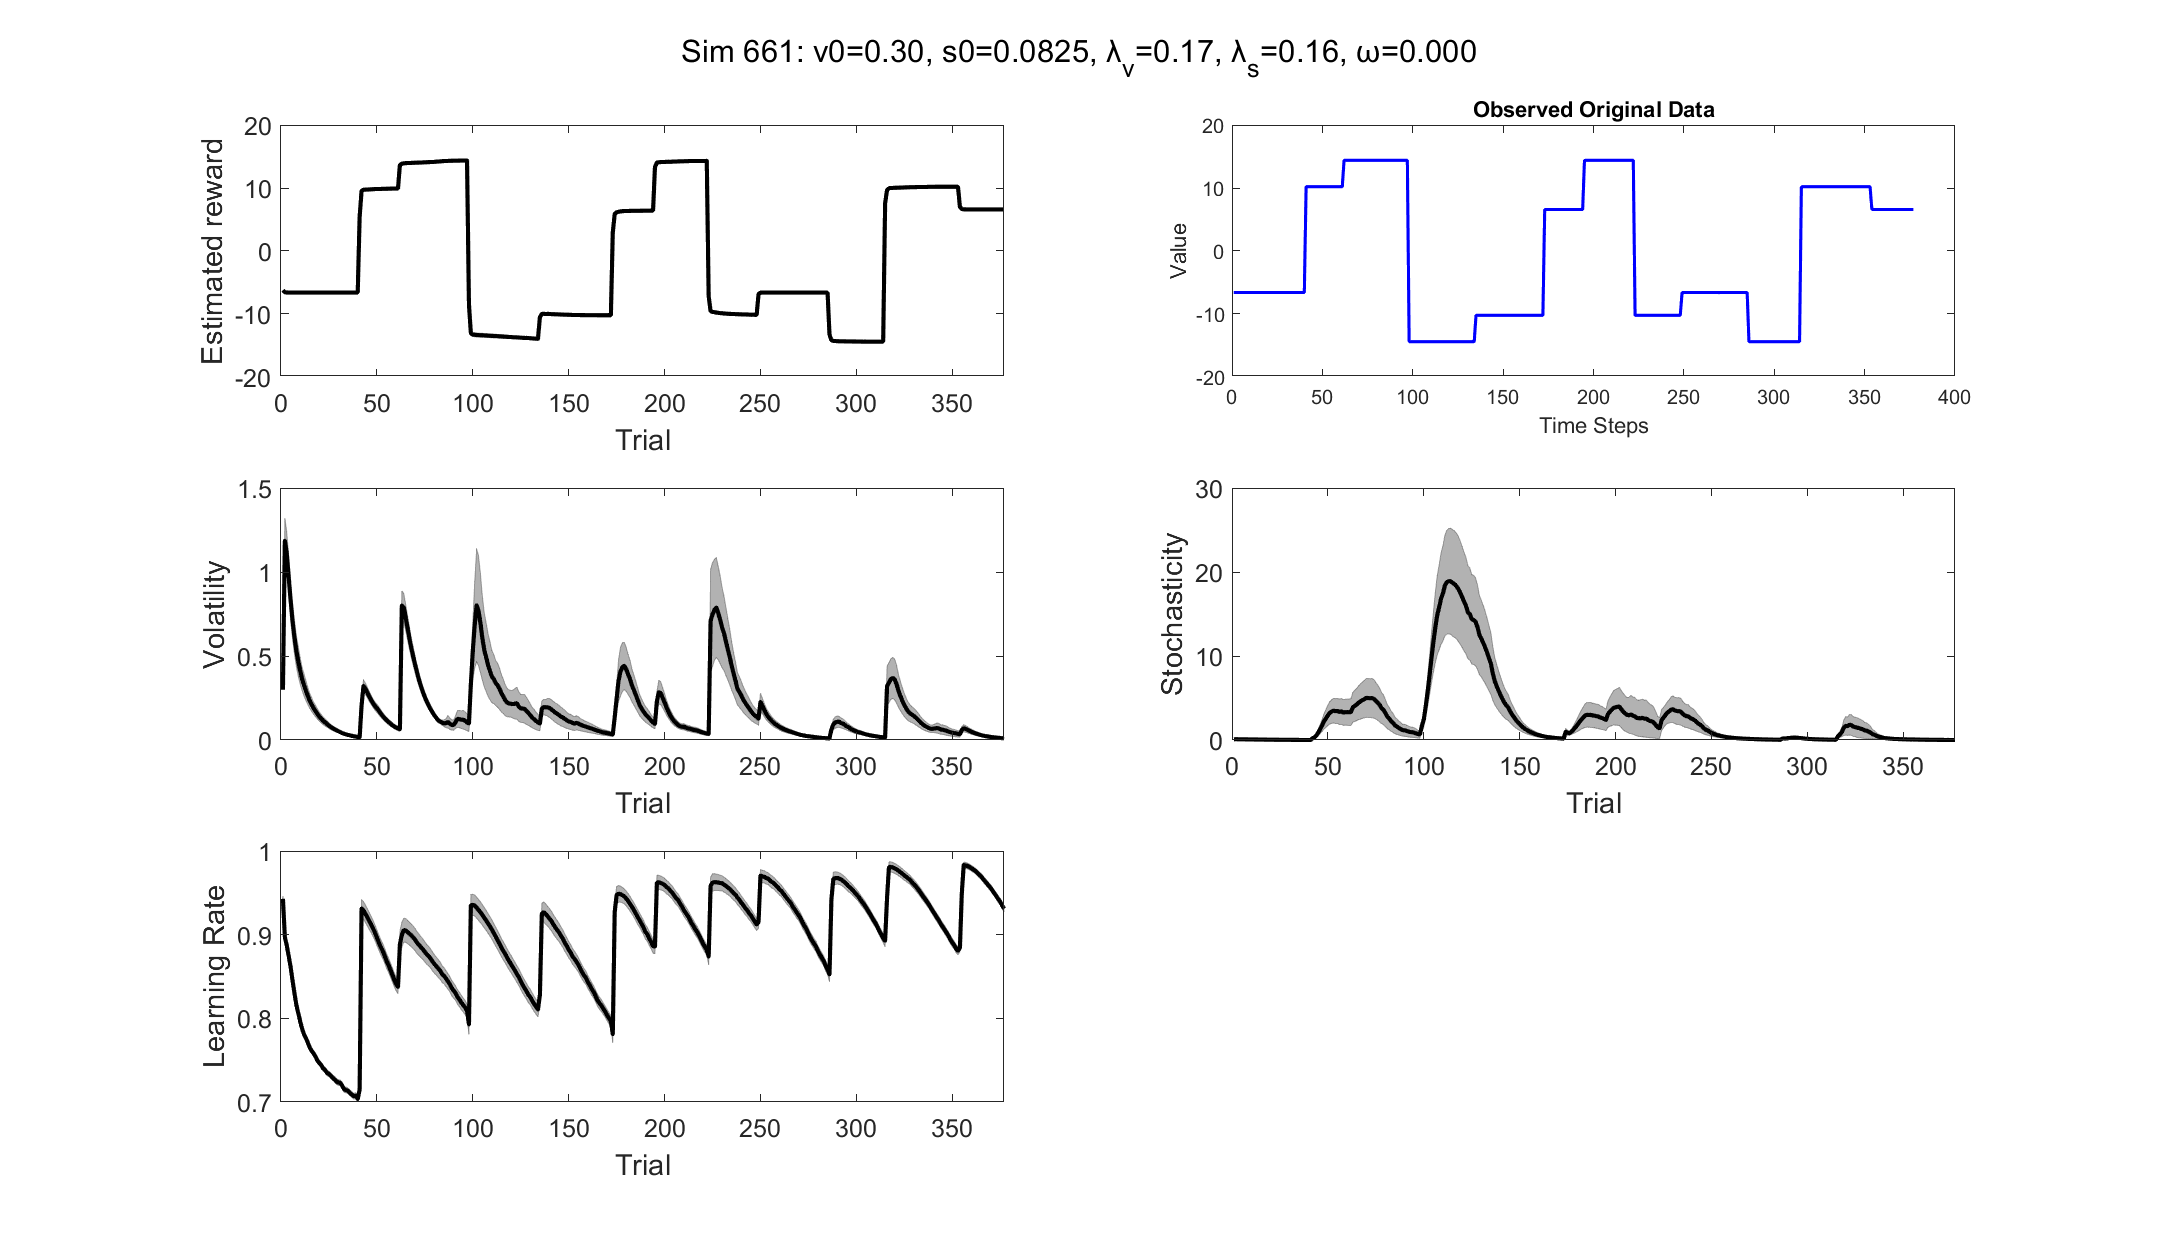 Sim 661: v0=0.30, s0=0.0825, λv=0.17, λs=0.16, ω=0.000
Estimated reward
20
10
0
-10
-20
0 50 100 150 200 250 300 350
Trial
Observed Original Data
Value
20
10
0
-10
-20
0 50 100 150 200 250 300 350 400
Time Steps
Volatility
1.5
1
0.5
0
0 50 100 150 200 250 300 350
Trial
Stochasticity
30
20
10
0
0 50 100 150 200 250 300 350
Trial
Learning Rate
1
0.9
0.8
0.7
0 50 100 150 200 250 300 350
Trial